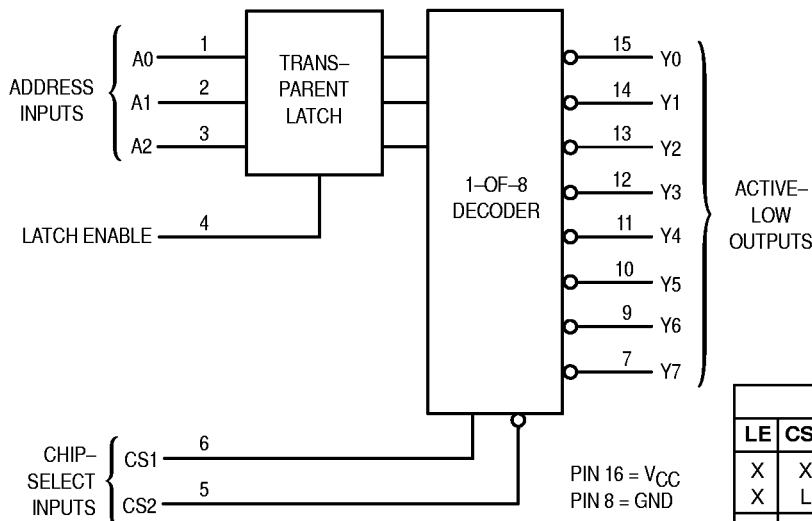 ADDRESS
INPUTS
A0 1
A1 2
A2 3
TRANS–
PARENT
LATCH
LATCH ENABLE 4
1–OF–8
DECODER
15 Y0
14 Y1
13 Y2
12 Y3
11 Y4
10 Y5
9 Y6
7 Y7
ACTIVE–
LOW
OUTPUTS
CHIP–
SELECT
INPUTS
CS1 6
CS2 5
PIN 16 = VCC
PIN 8 = GND
LE CS
X X
X L